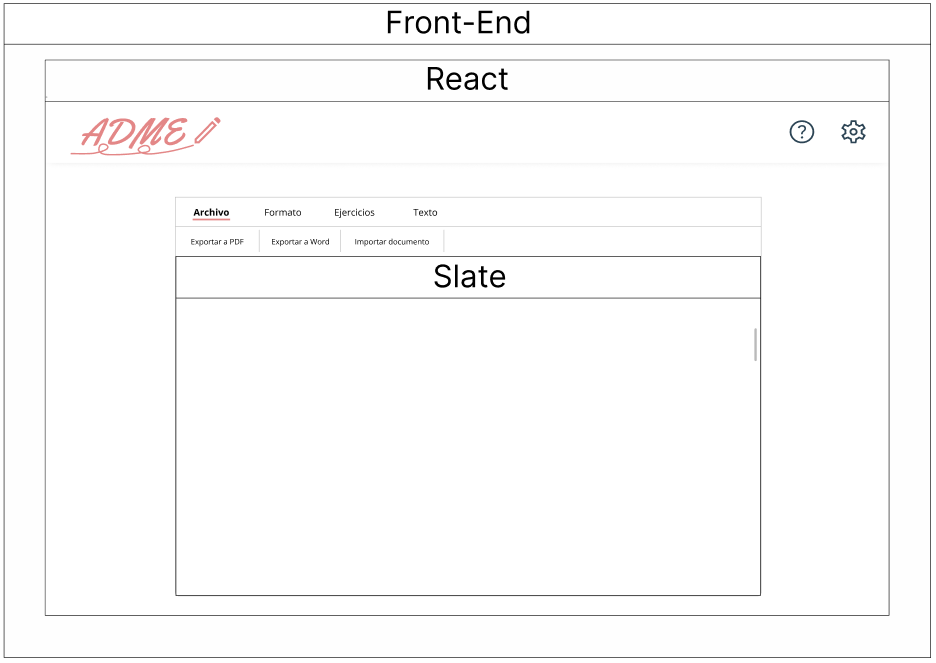 Front-End
React
ADME
?
Archivo Formato Ejercicios Texto
Exportar a PDF Exportar a Word Importar documento
Slate